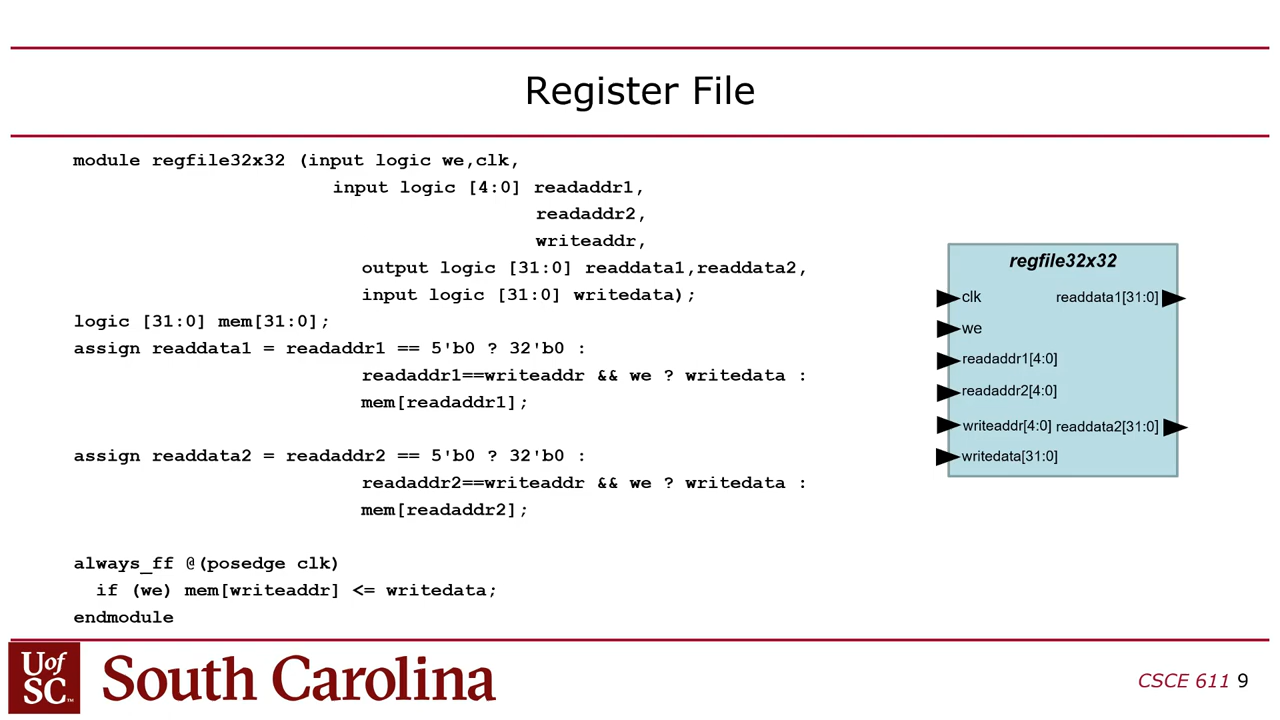 Register File
module regfile32x32 (input logic we,clk,
input logic [4:0] readaddr1,
readaddr2,
writeaddr,
output logic [31:0] readdata1,readdata2,
input logic [31:0] writedata);
logic [31:0] mem[31:0];
assign readdata1 = readaddr1 == 5'b0 ? 32'b0 :
readaddr1==writeaddr && we ? writedata :
mem[readaddr1];
assign readdata2 = readaddr2 == 5'b0 ? 32'b0 :
readaddr2==writeaddr && we ? writedata :
mem[readaddr2];
always_ff @(posedge clk)
if (we) mem[writeaddr] <= writedata;
endmodule
regfile32x32
clk readdata1[31:0]
we
readaddr1[4:0]
readaddr2[4:0]
writeaddr[4:0] readdata2[31:0]
writedata[31:0]
U of
SC™
South Carolina
CSCE 611 9